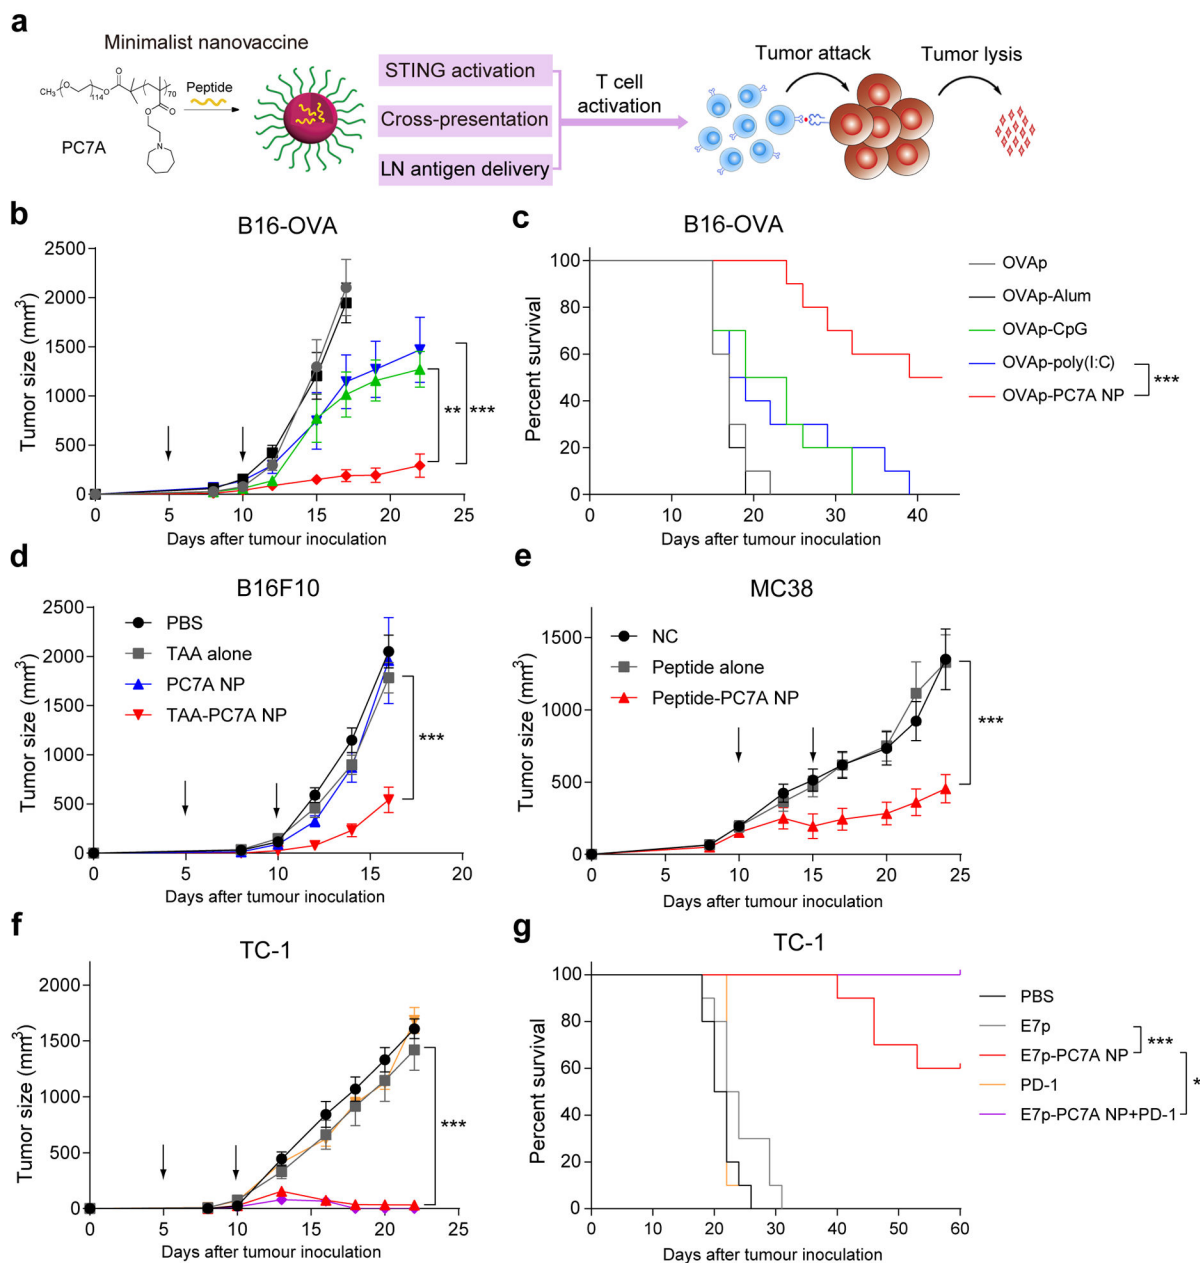 a
Minimalist nanovaccine
CH3
O
114
O
O
70
O
O
N
Peptide
PC7A
STING activation
Cross-presentation
LN antigen delivery
T cell
activation
Tumor attack
Tumor lysis
b
B16-OVA
Tumor size (mm3)
2500
2000
1500
1000
500
0
** ***
0 5 10 15 20 25
Days after tumour inoculation
c
B16-OVA
Percent survival
100
80
60
40
20
0
0 10 20 30 40
Days after tumour inoculation
OVAp
OVAp-Alum
OVAp-CpG
OVAp-poly(I:C)
OVAp-PC7A NP
***
d
B16F10
Tumor size (mm3)
2500
2000
1500
1000
500
0
PBS
TAA alone
PC7A NP
TAA-PC7A NP
***
0 5 10 15 20
Days after tumour inoculation
e
MC38
Tumor size (mm3)
1500
1000
500
0
NC
Peptide alone
Peptide-PC7A NP
***
0 5 10 15 20 25
Days after tumour inoculation
f
TC-1
Tumor size (mm3)
2000
1500
1000
500
0
***
0 5 10 15 20 25
Days after tumour inoculation
g
TC-1
Percent survival
100
80
60
40
20
0
0 10 20 30 40 50 60
Days after tumour inoculation
PBS
E7p
E7p-PC7A NP
PD-1
E7p-PC7A NP+PD-1
***
*